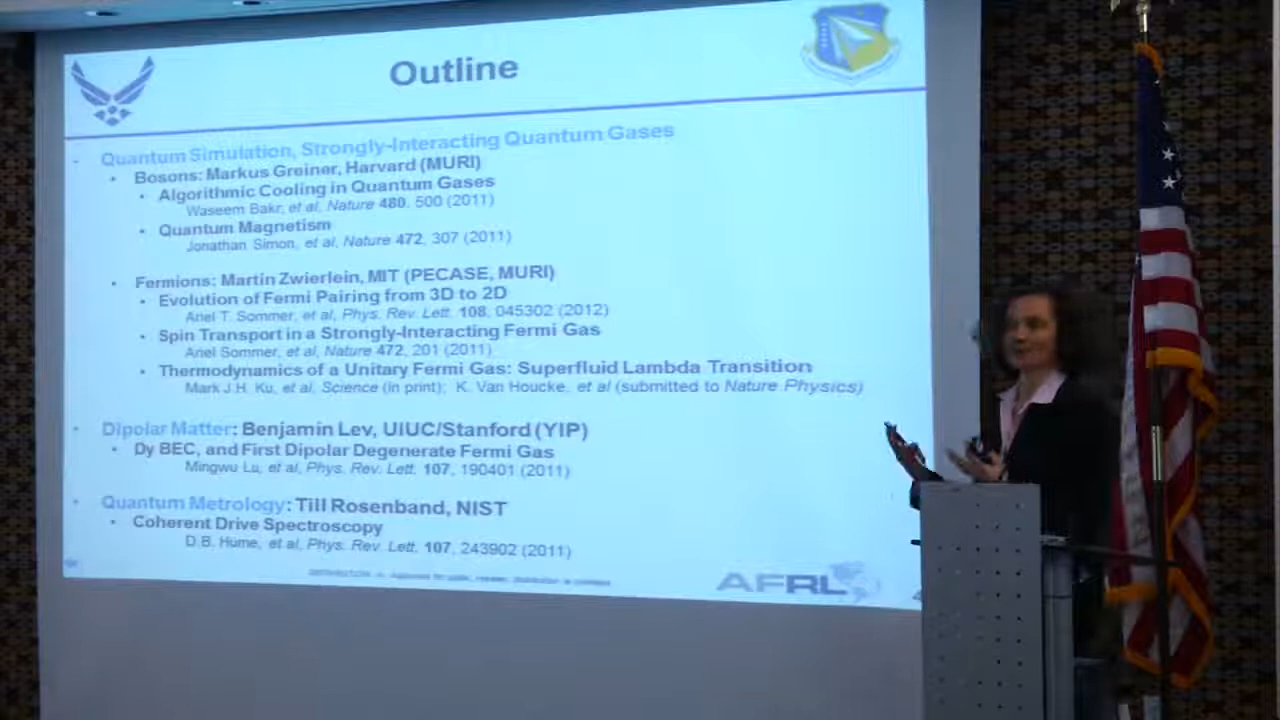 Outline
- Quantum Simulation, Strongly-Interacting Quantum Gases
• Bosons: Markus Greiner, Harvard (MURI)
• Algorithmic Cooling in Quantum Gases
Waseem Bakr, et al, Nature 480, 500 (2011)
• Quantum Magnetism
Jonathan Simon, et al, Nature 472, 307 (2011)
• Fermions: Martin Zwierlein, MIT (PECASE, MURI)
• Evolution of Fermi Pairing from 3D to 2D
Ariel T. Sommer, et al, Phys. Rev. Lett. 108, 045302 (2012)
• Spin Transport in a Strongly-Interacting Fermi Gas
Ariel Sommer, et al, Nature 472, 201 (2011)
• Thermodynamics of a Unitary Fermi Gas: Superfluid Lambda Transition
Mark J.H. Ku, et al, Science (in print); K. Van Houcke, et al (submitted to Nature Physics)
• Dipolar Matter: Benjamin Lev, UIUC/Stanford (YIP)
• Dy BEC, and First Dipolar Degenerate Fermi Gas
Mingwu Lu, et al, Phys. Rev. Lett. 107, 190401 (2011)
• Quantum Metrology: Till Rosenband, NIST
• Coherent Drive Spectroscopy
D.B. Hume, et al, Phys. Rev. Lett. 107, 243902 (2011)
AFRL